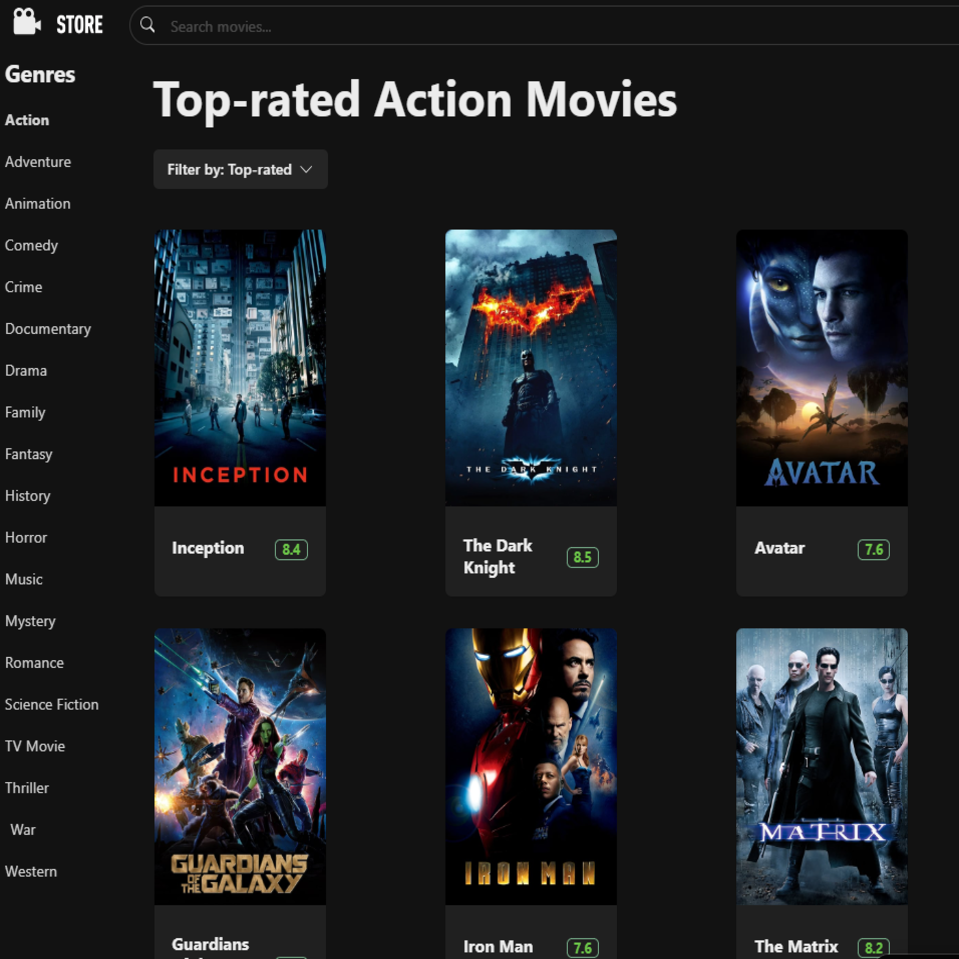 STORE
Search movies...
Genres
Action
Adventure
Animation
Comedy
Crime
Documentary
Drama
Family
Fantasy
History
Horror
Music
Mystery
Romance
Science Fiction
TV Movie
Thriller
War
Western
Top-rated Action Movies
Filter by: Top-rated
INCEPTION
THE DARK KNIGHT
AVATAR
Inception 8.4
The Dark
Knight 8.5
Avatar 7.6
GUARDIANS
OF THE GALAXY
IRON MAN
THE
MATRIX
Guardians
Iron Man 7.6
The Matrix 8.2